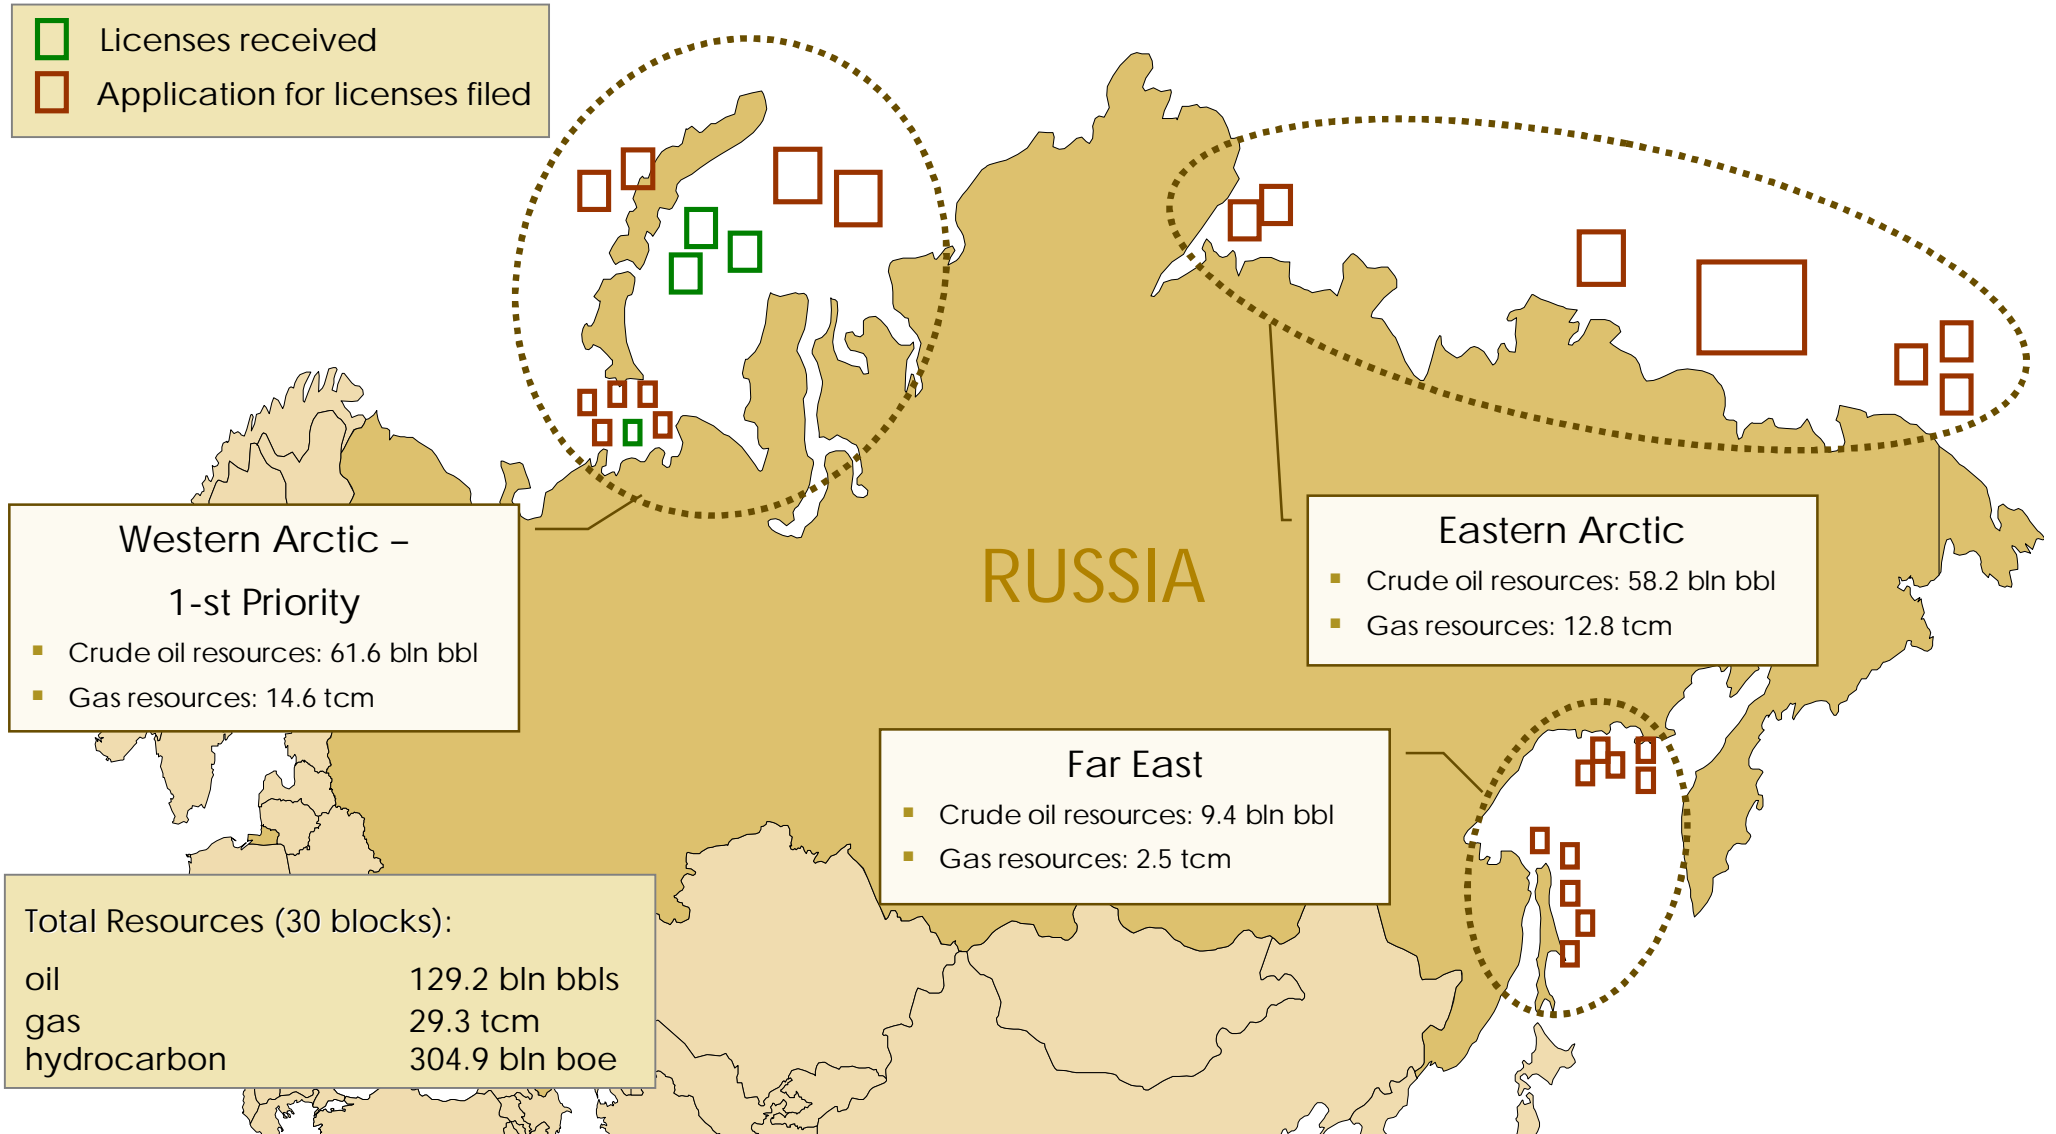 Licenses received
Application for licenses filed
RUSSIA
Western Arctic –
1-st Priority
▪ Crude oil resources: 61.6 bln bbl
▪ Gas resources: 14.6 tcm
Eastern Arctic
▪ Crude oil resources: 58.2 bln bbl
▪ Gas resources: 12.8 tcm
Far East
▪ Crude oil resources: 9.4 bln bbl
▪ Gas resources: 2.5 tcm
Total Resources (30 blocks):
oil 129.2 bln bbls
gas 29.3 tcm
hydrocarbon 304.9 bln boe